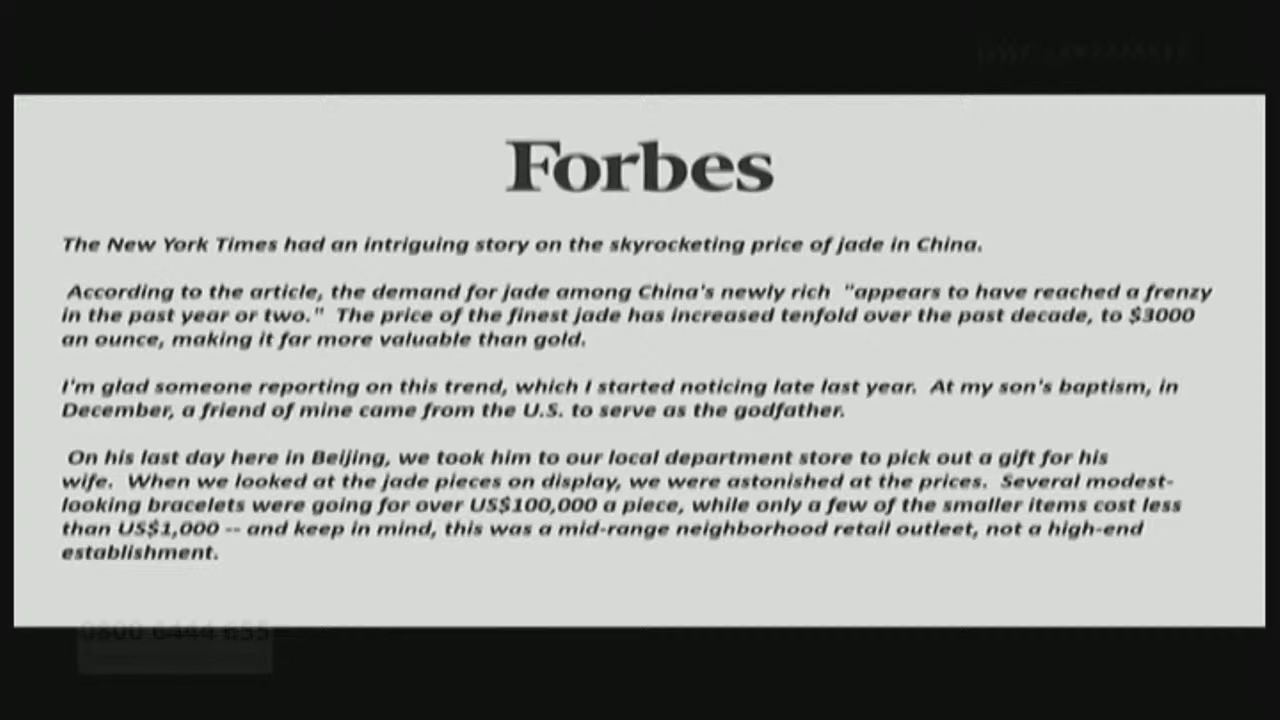 Forbes
The New York Times had an intriguing story on the skyrocketing price of jade in China.
According to the article, the demand for jade among China's newly rich "appears to have reached a frenzy
in the past year or two." The price of the finest jade has increased tenfold over the past decade, to $3000
an ounce, making it far more valuable than gold.
I'm glad someone reporting on this trend, which I started noticing late last year. At my son's baptism, in
December, a friend of mine came from the U.S. to serve as the godfather.
On his last day here in Beijing, we took him to our local department store to pick out a gift for his
wife. When we looked at the jade pieces on display, we were astonished at the prices. Several modest-
looking bracelets were going for over US$100,000 a piece, while only a few of the smaller items cost less
than US$1,000 -- and keep in mind, this was a mid-range neighborhood retail outleet, not a high-end
establishment.
0800 6444 655